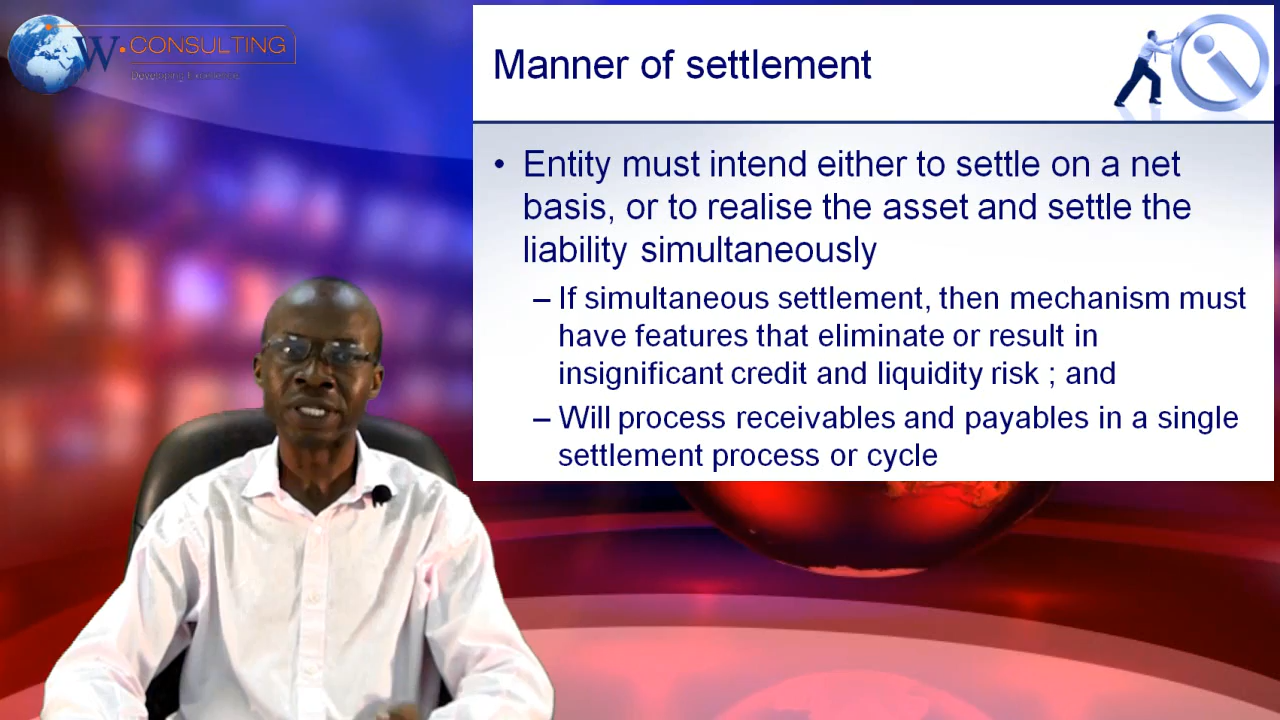 W.CONSULTING
Developing Excellence
Manner of settlement
• Entity must intend either to settle on a net
basis, or to realise the asset and settle the
liability simultaneously
– If simultaneous settlement, then mechanism must
have features that eliminate or result in
insignificant credit and liquidity risk ; and
– Will process receivables and payables in a single
settlement process or cycle